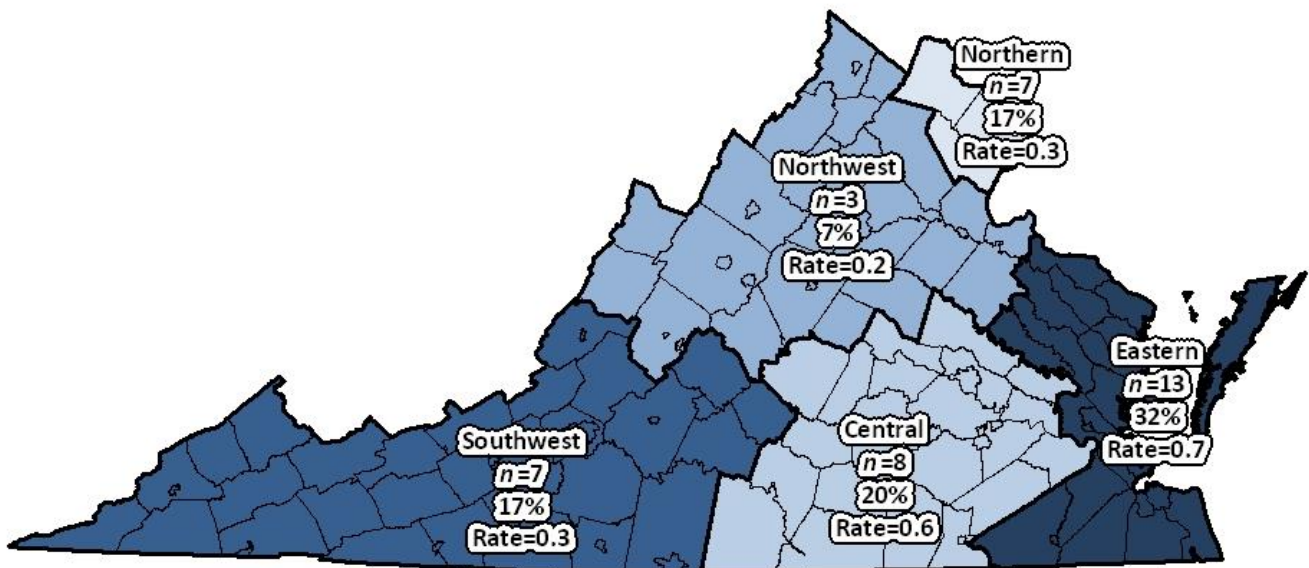 Northern
n=7
17%
Rate=0.3
Northwest
n=3
7%
Rate=0.2
Eastern
n=13
32%
Rate=0.7
Southwest
n=7
17%
Rate=0.3
Central
n=8
20%
Rate=0.6